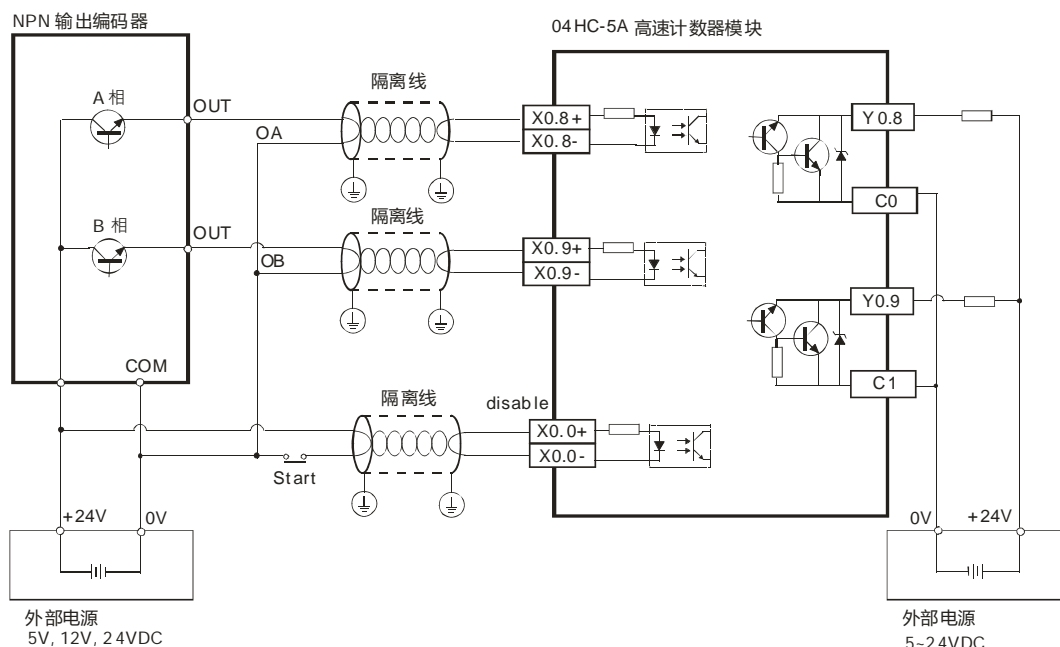 NPN 输出编码器
04HC-5A 高速计数器模块
A 相
OUT
OA
隔离线
X0.8+
X0.8-
Y0.8
C0
B 相
OUT
OB
隔离线
X0.9+
X0.9-
Y0.9
C1
COM
隔离线
disable
X0.0+
X0.0-
Start
+24V
0V
0V
+24V
外部电源
5V, 12V, 24VDC
外部电源
5~24VDC